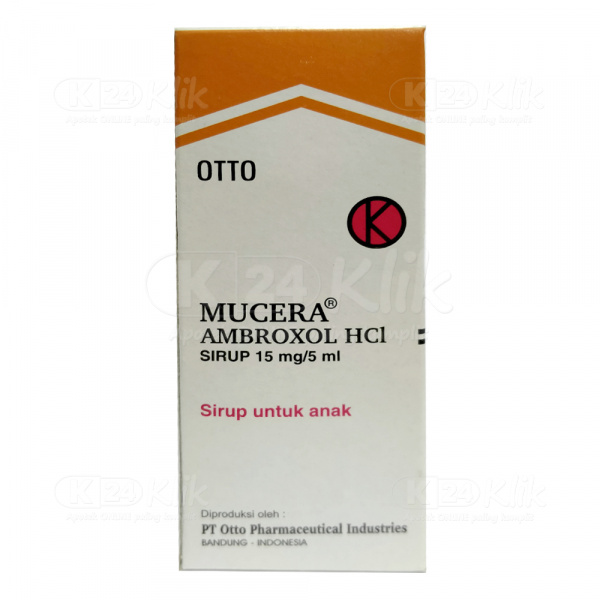 OTTO
K
MUCERA®
AMBROXOL HCl
SIRUP 15 mg/5 ml
Sirup untuk anak
Diproduksi oleh :
PT Otto Pharmaceutical Industries
BANDUNG - INDONESIA
K24Klik